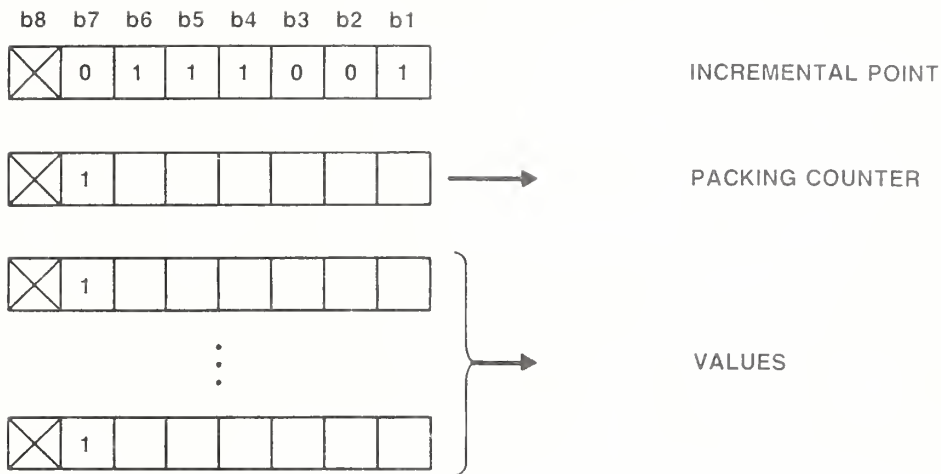 b8 b7 b6 b5 b4 b3 b2 b1
0 1 1 1 0 0 1 INCREMENTAL POINT
1 PACKING COUNTER
1
VALUES
1